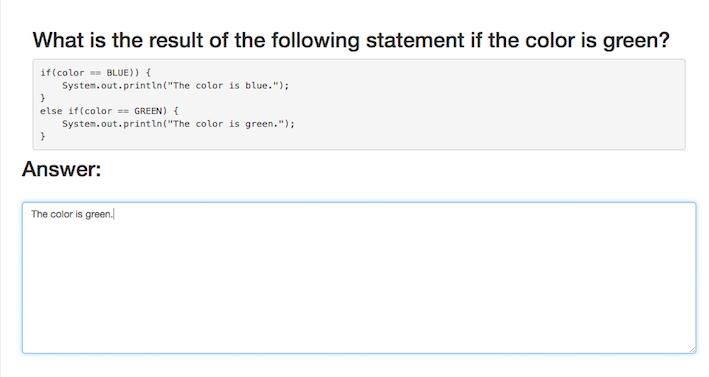 What is the result of the following statement if the color is green?
if(color == BLUE)) {
    System.out.println("The color is blue.");
}
else if(color == GREEN) {
    System.out.println("The color is green.");
}
Answer:
The color is green.